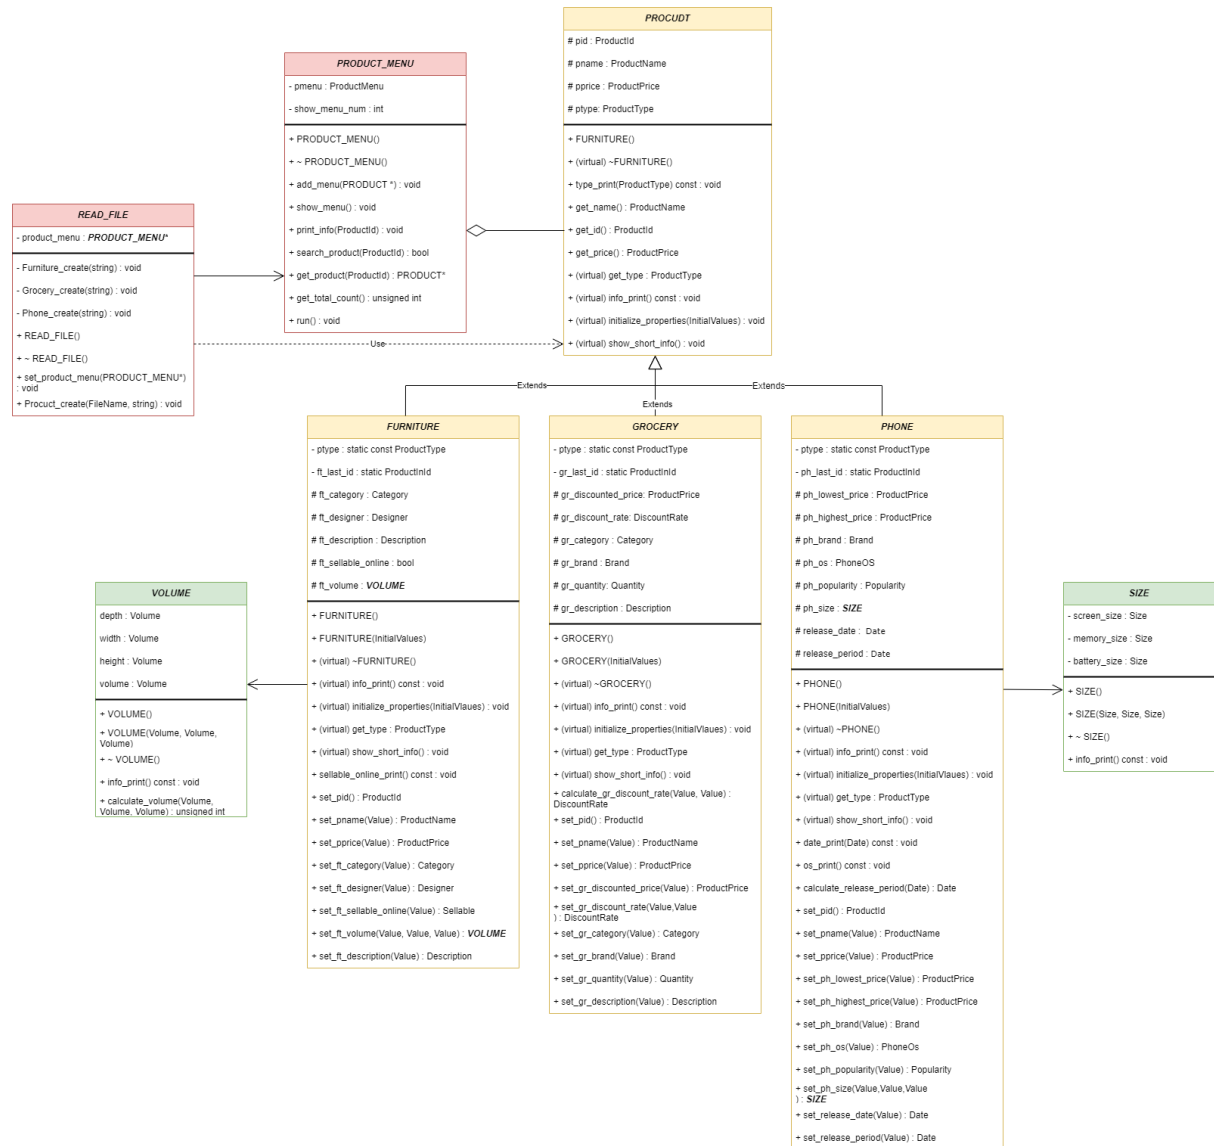 PROCUDT
# pid : ProductId
# pname : ProductName
# pprice : ProductPrice
# ptype: ProductType
+ FURNITURE()
+ (virtual) ~FURNITURE()
+ type_print(ProductType) const : void
+ get_name() : ProductName
+ get_id() : ProductId
+ get_price() : ProductPrice
+ (virtual) get_type : ProductType
+ (virtual) info_print() const : void
+ (virtual) initialize_properties(InitialValues) : void
+ (virtual) show_short_info() : void
PRODUCT_MENU
- pmenu : ProductMenu
- show_menu_num : int
+ PRODUCT_MENU()
+ ~ PRODUCT_MENU()
+ add_menu(PRODUCT *) : void
+ show_menu() : void
+ print_info(ProductId) : void
+ search_product(ProductId) : bool
+ get_product(ProductId) : PRODUCT*
+ get_total_count() : unsigned int
+ run() : void
READ_FILE
- product_menu : PRODUCT_MENU*
- Furniture_create(string) : void
- Grocery_create(string) : void
- Phone_create(string) : void
+ READ_FILE()
+ ~ READ_FILE()
+ set_product_menu(PRODUCT_MENU*)
: void
+ Procuct_create(FileName, string) : void
Use
Extends
Extends
Extends
FURNITURE
- ptype : static const ProductType
- ft_last_id : static ProductInId
# ft_category : Category
# ft_designer : Designer
# ft_description : Description
# ft_sellable_online : bool
# ft_volume : VOLUME
+ FURNITURE()
+ FURNITURE(InitialValues)
+ (virtual) ~FURNITURE()
+ (virtual) info_print() const : void
+ (virtual) initialize_properties(InitialVlaues) : void
+ (virtual) get_type : ProductType
+ (virtual) show_short_info() : void
+ sellable_online_print() const : void
+ set_pid() : ProductId
+ set_pname(Value) : ProductName
+ set_pprice(Value) : ProductPrice
+ set_ft_category(Value) : Category
+ set_ft_designer(Value) : Designer
+ set_ft_sellable_online(Value) : Sellable
+ set_ft_volume(Value, Value, Value) : VOLUME
+ set_ft_description(Value) : Description
GROCERY
- ptype : static const ProductType
- gr_last_id : static ProductInId
# gr_discounted_price: ProductPrice
# gr_discount_rate: DiscountRate
# gr_category : Category
# gr_brand : Brand
# gr_quantity: Quantity
# gr_description : Description
+ GROCERY()
+ GROCERY(InitialValues)
+ (virtual) ~GROCERY()
+ (virtual) info_print() const : void
+ (virtual) initialize_properties(InitialVlaues) : void
+ (virtual) get_type : ProductType
+ (virtual) show_short_info() : void
+ calculate_gr_discount_rate(Value, Value) :
DiscountRate
+ set_pid() : ProductId
+ set_pname(Value) : ProductName
+ set_pprice(Value) : ProductPrice
+ set_gr_discounted_price(Value) : ProductPrice
+ set_gr_discount_rate(Value,Value
) : DiscountRate
+ set_gr_category(Value) : Category
+ set_gr_brand(Value) : Brand
+ set_gr_quantity(Value) : Quantity
+ set_gr_description(Value) : Description
PHONE
- ptype : static const ProductType
- ph_last_id : static ProductInId
# ph_lowest_price : ProductPrice
# ph_highest_price : ProductPrice
# ph_brand : Brand
# ph_os : PhoneOS
# ph_popularity : Popularity
# ph_size : SIZE
# release_date : Date
# release_period : Date
+ PHONE()
+ PHONE(InitialValues)
+ (virtual) ~PHONE()
+ (virtual) info_print() const : void
+ (virtual) initialize_properties(InitialVlaues) : void
+ (virtual) get_type : ProductType
+ (virtual) show_short_info() : void
+ date_print(Date) const : void
+ os_print() const : void
+ calculate_release_period(Date) : Date
+ set_pid() : ProductId
+ set_pname(Value) : ProductName
+ set_pprice(Value) : ProductPrice
+ set_ph_lowest_price(Value) : ProductPrice
+ set_ph_highest_price(Value) : ProductPrice
+ set_ph_brand(Value) : Brand
+ set_ph_os(Value) : PhoneOs
+ set_ph_popularity(Value) : Popularity
+ set_ph_size(Value,Value,Value
) : SIZE
+ set_release_date(Value) : Date
+ set_release_period(Value) : Date
VOLUME
depth : Volume
width : Volume
height : Volume
volume : Volume
+ VOLUME()
+ VOLUME(Volume, Volume,
Volume)
+ ~ VOLUME()
+ info_print() const : void
+ calculate_volume(Volume,
Volume, Volume) : unsigned int
SIZE
- screen_size : Size
- memory_size : Size
- battery_size : Size
+ SIZE()
+ SIZE(Size, Size, Size)
+ ~ SIZE()
+ info_print() const : void